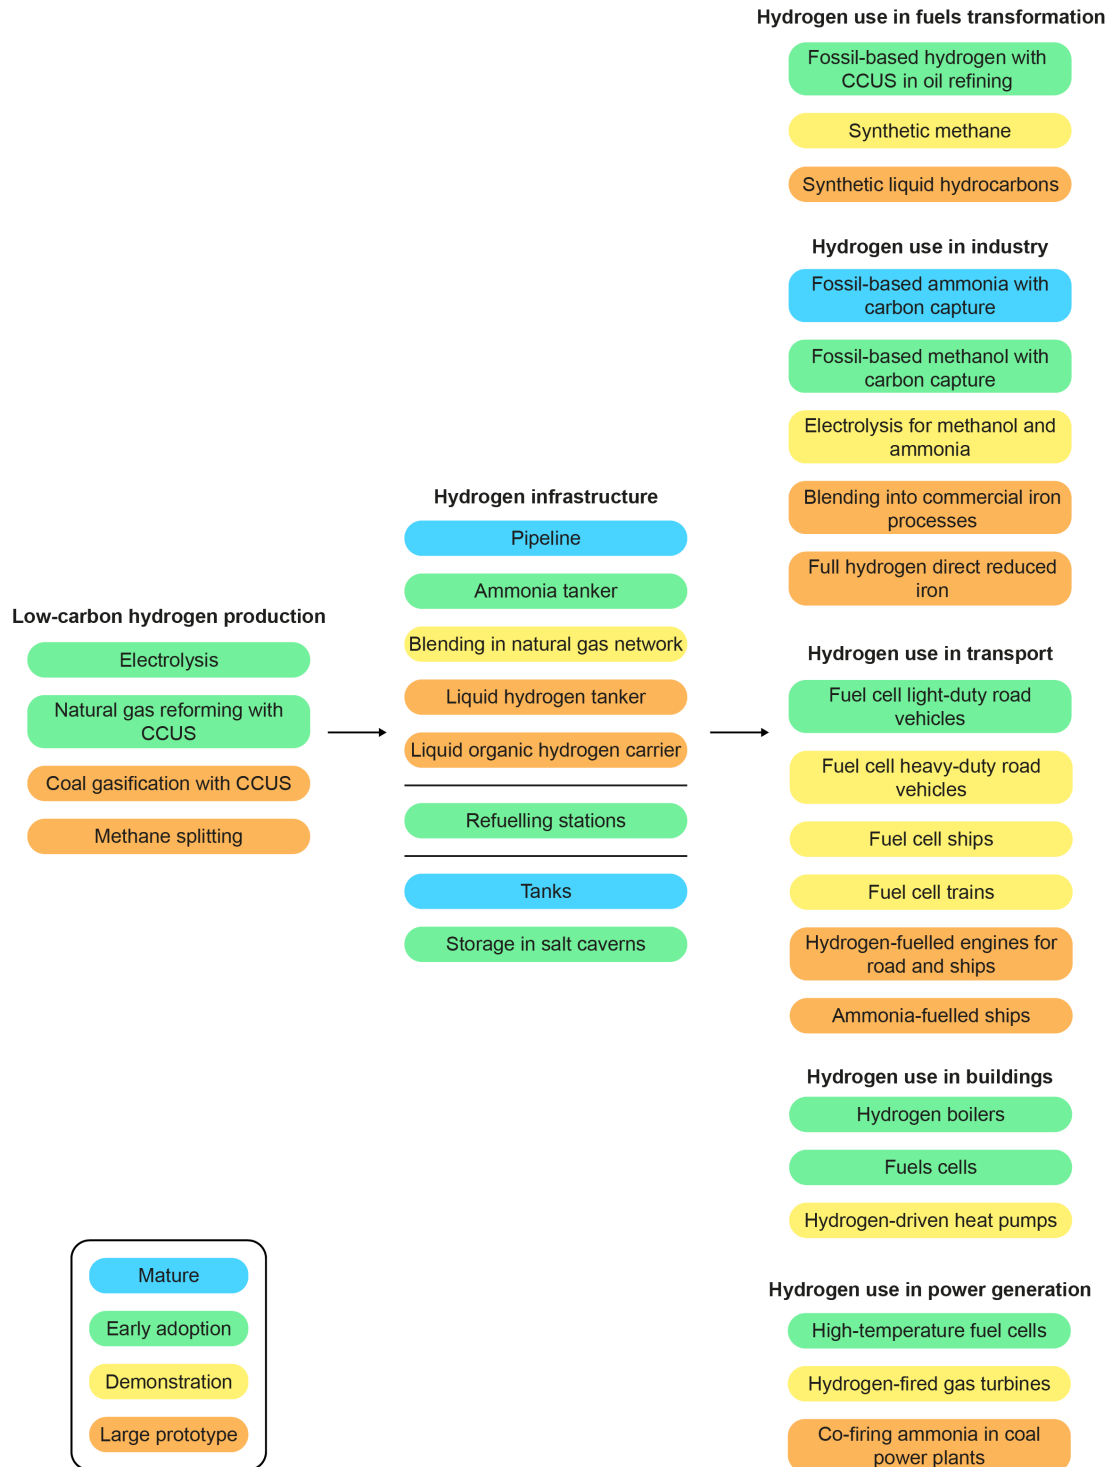 Low-carbon hydrogen production
Electrolysis
Natural gas reforming with
CCUS
Coal gasification with CCUS
Methane splitting
Hydrogen infrastructure
Pipeline
Ammonia tanker
Blending in natural gas network
Liquid hydrogen tanker
Liquid organic hydrogen carrier
Refuelling stations
Tanks
Storage in salt caverns
Hydrogen use in fuels transformation
Fossil-based hydrogen with
CCUS in oil refining
Synthetic methane
Synthetic liquid hydrocarbons
Hydrogen use in industry
Fossil-based ammonia with
carbon capture
Fossil-based methanol with
carbon capture
Electrolysis for methanol and
ammonia
Blending into commercial iron
processes
Full hydrogen direct reduced
iron
Hydrogen use in transport
Fuel cell light-duty road
vehicles
Fuel cell heavy-duty road
vehicles
Fuel cell ships
Fuel cell trains
Hydrogen-fuelled engines for
road and ships
Ammonia-fuelled ships
Hydrogen use in buildings
Hydrogen boilers
Fuels cells
Hydrogen-driven heat pumps
Hydrogen use in power generation
High-temperature fuel cells
Hydrogen-fired gas turbines
Co-firing ammonia in coal
power plants
Mature
Early adoption
Demonstration
Large prototype